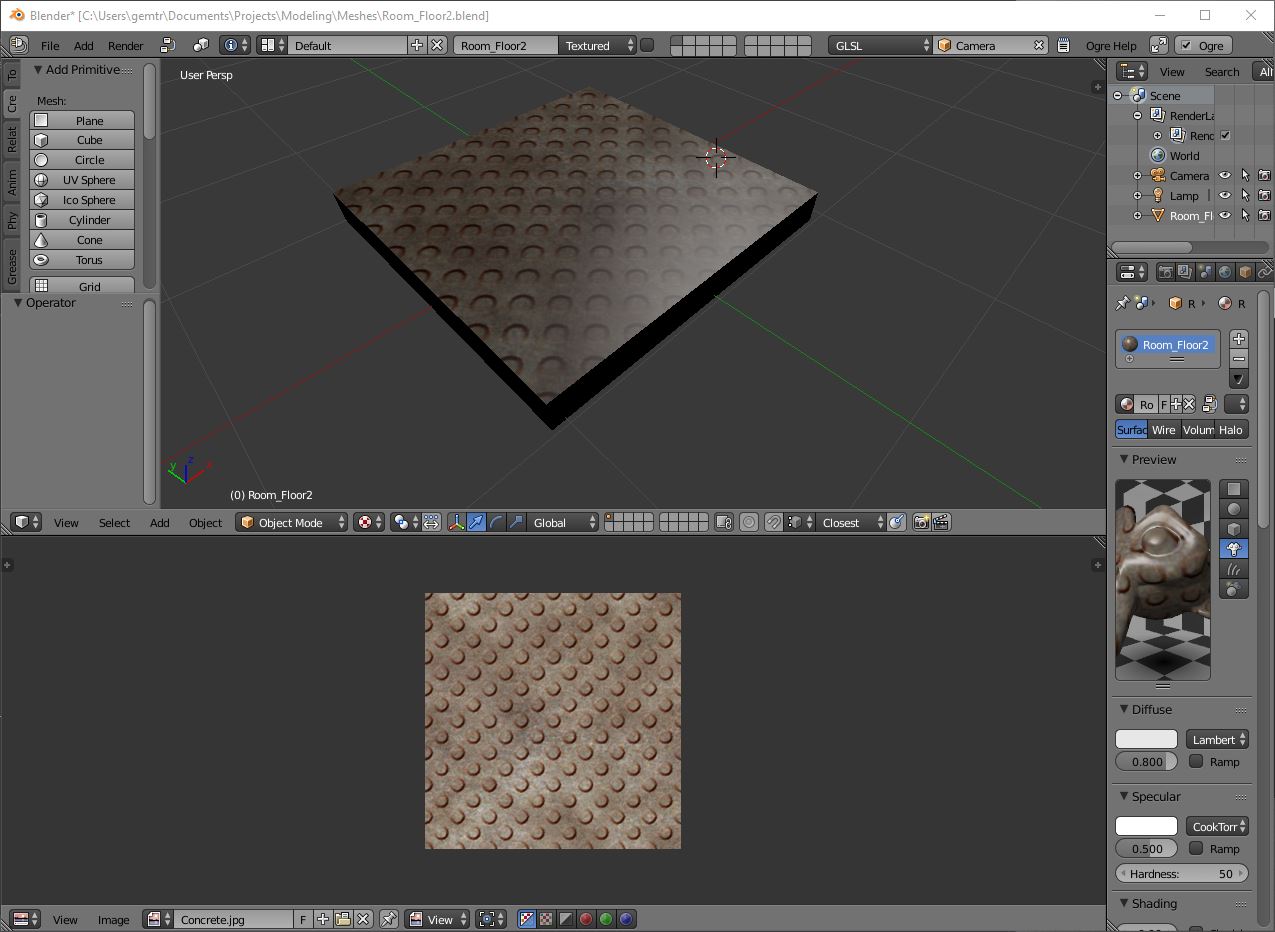 Blender* [C:\Users\gemtr\Documents\Projects\Modeling\Meshes\Room_Floor2.blend]
File Add Render Default Room_Floor2 Textured GLSL Camera Ogre Help Ogre
Add Primitive
Mesh:
Plane
Cube
Circle
UV Sphere
Ico Sphere
Cylinder
Cone
Torus
Grid
Operator
To
Cre
Relat
Anim
Phy
Grease
User Persp
y z x
(0) Room_Floor2
View Select Add Object Object Mode Global Closest
View Search All
Scene
RenderLa
Rend
World
Camera
Lamp
Room_Fl
R R
Room_Floor2
Ro F
Surfac Wire Volum Halo
Preview
Diffuse
Lambert
0.800 Ramp
Specular
CookTorr
0.500 Ramp
Hardness: 50
Shading
View Image Concrete.jpg F View